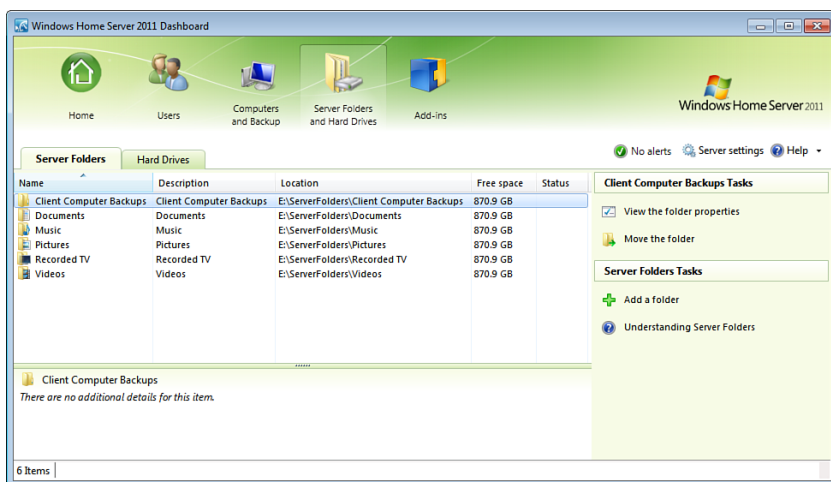 Windows Home Server 2011 Dashboard
Home
Users
Computers
and Backup
Server Folders
and Hard Drives
Add-ins
Windows Home Server 2011
No alerts Server settings Help
Server Folders Hard Drives
Name Description Location Free space Status
Client Computer Backups Client Computer Backups E:\ServerFolders\Client Computer Backups 870.9 GB
Documents Documents E:\ServerFolders\Documents 870.9 GB
Music Music E:\ServerFolders\Music 870.9 GB
Pictures Pictures E:\ServerFolders\Pictures 870.9 GB
Recorded TV Recorded TV E:\ServerFolders\Recorded TV 870.9 GB
Videos Videos E:\ServerFolders\Videos 870.9 GB
Client Computer Backups Tasks
View the folder properties
Move the folder
Server Folders Tasks
Add a folder
Understanding Server Folders
Client Computer Backups
There are no additional details for this item.
6 Items